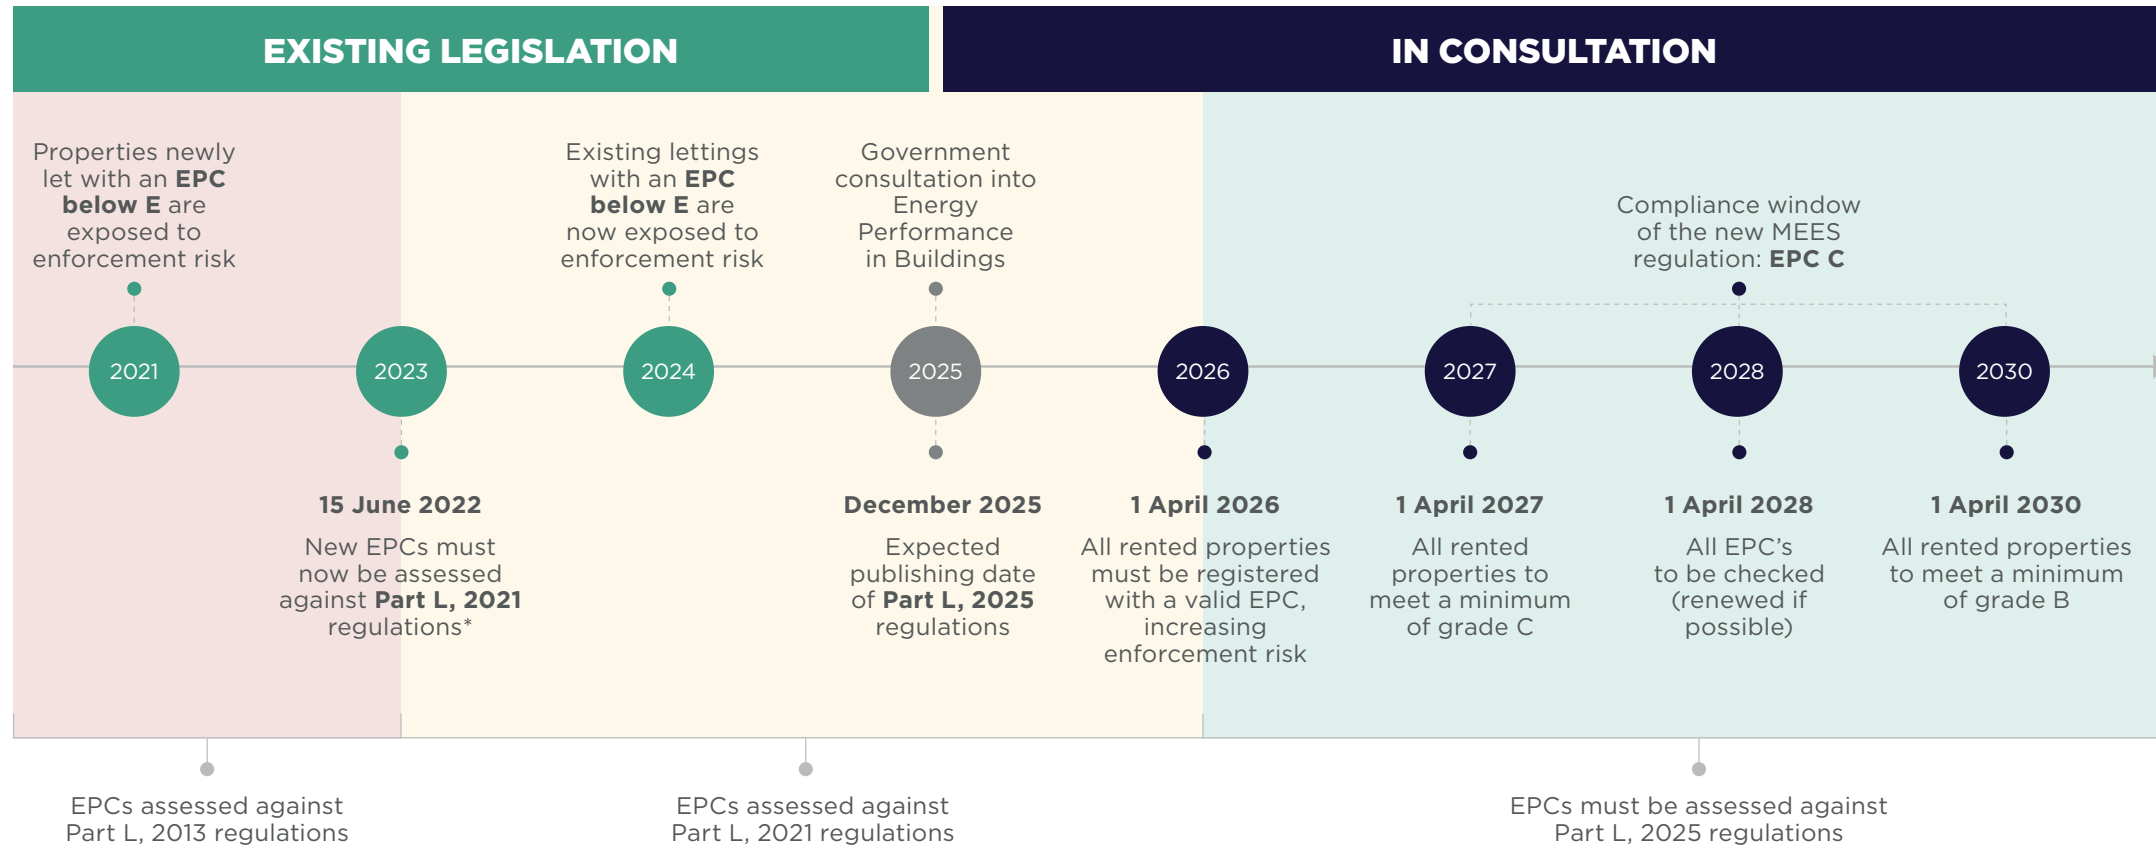 EXISTING LEGISLATION
IN CONSULTATION
Properties newly
let with an EPC
below E are
exposed to
enforcement risk
Existing lettings
with an EPC
below E are
now exposed to
enforcement risk
Government
consultation into
Energy
Performance
in Buildings
Compliance window
of the new MEES
regulation: EPC C
2021
2023
2024
2025
2026
2027
2028
2030
15 June 2022
New EPCs must
now be assessed
against Part L, 2021
regulations*
December 2025
Expected
publishing date
of Part L, 2025
regulations
1 April 2026
All rented properties
must be registered
with a valid EPC,
increasing
enforcement risk
1 April 2027
All rented
properties to
meet a minimum
of grade C
1 April 2028
All EPC’s
to be checked
(renewed if
possible)
1 April 2030
All rented properties
to meet a minimum
of grade B
EPCs assessed against
Part L, 2013 regulations
EPCs assessed against
Part L, 2021 regulations
EPCs must be assessed against
Part L, 2025 regulations